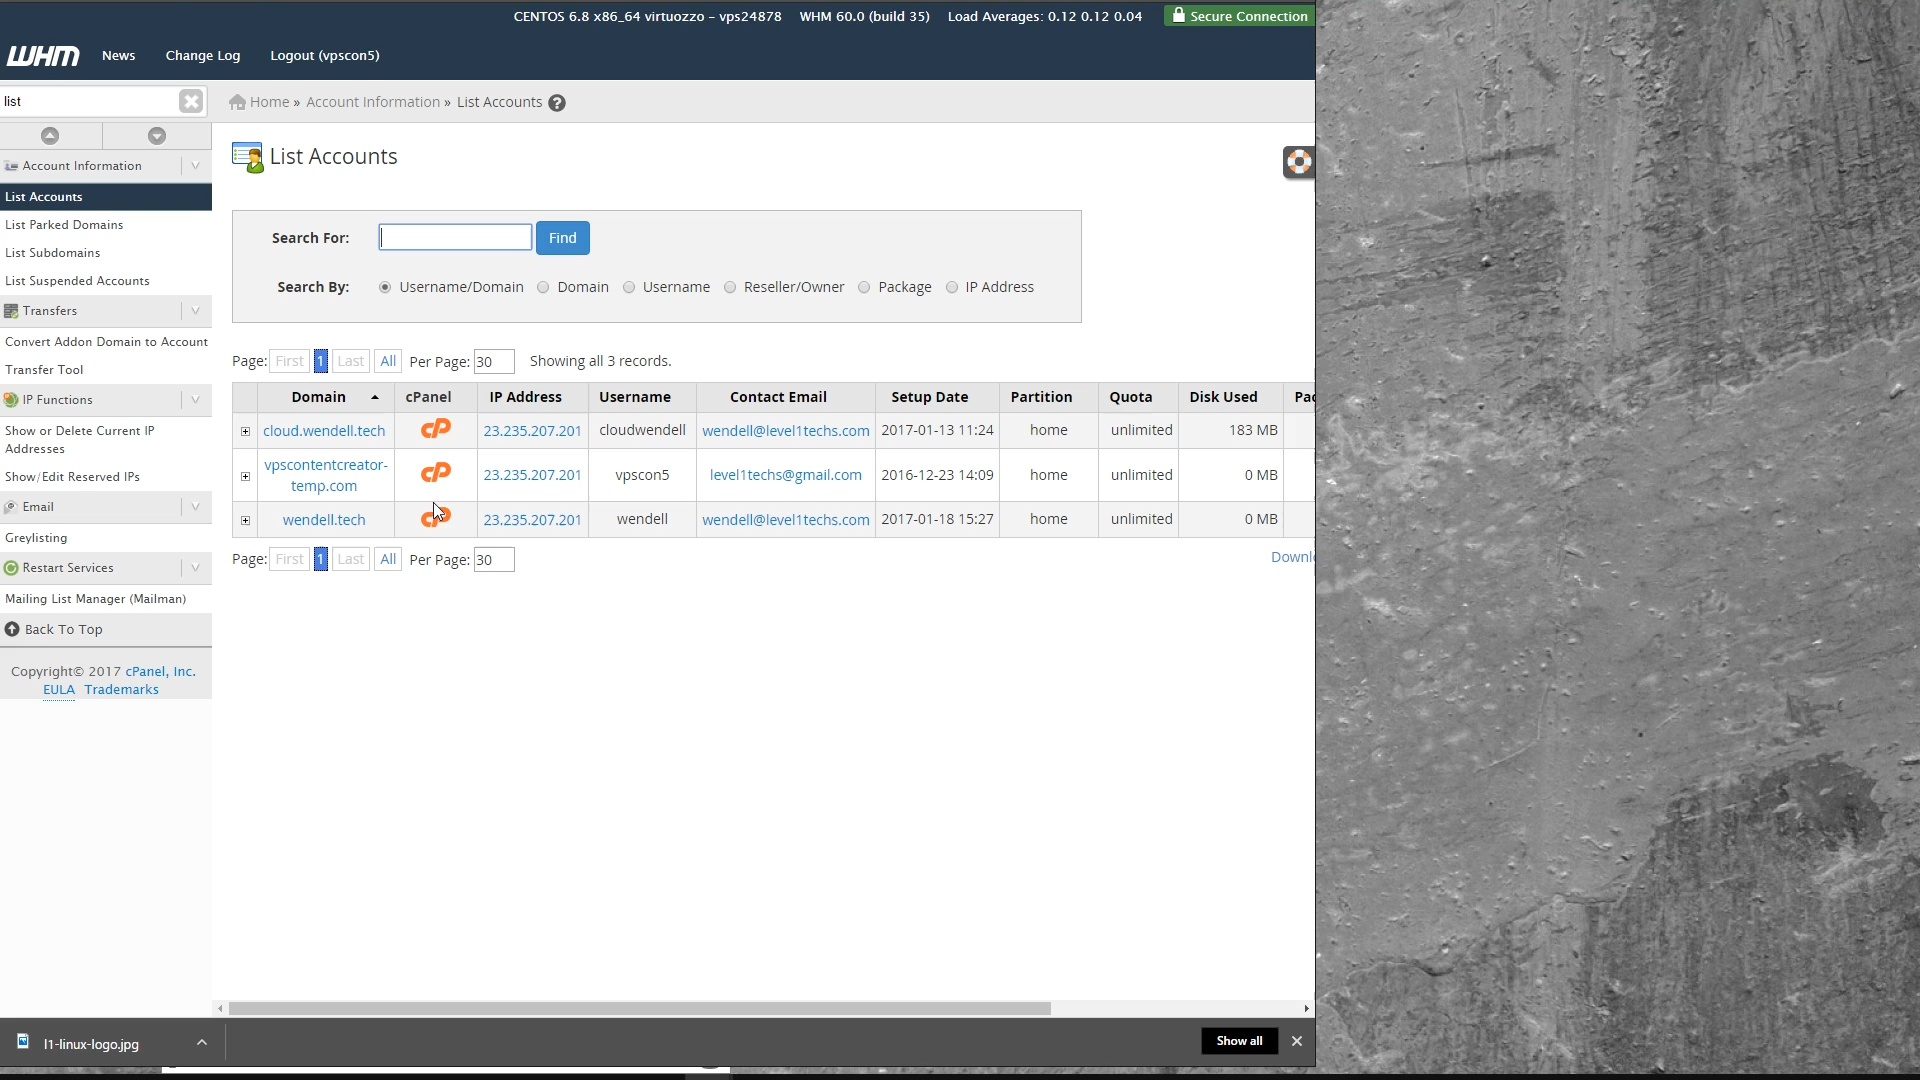 CENTOS 6.8 x86_64 virtuozzo – vps24878 WHM 60.0 (build 35) Load Averages: 0.12 0.12 0.04 Secure Connection
WHM News Change Log Logout (vpscon5)
list
Home » Account Information » List Accounts ?
List Accounts
Account Information
List Accounts
List Parked Domains
List Subdomains
List Suspended Accounts
Transfers
Convert Addon Domain to Account
Transfer Tool
IP Functions
Show or Delete Current IP
Addresses
Show/Edit Reserved IPs
Email
Greylisting
Restart Services
Mailing List Manager (Mailman)
Back To Top
Copyright© 2017 cPanel, Inc.
EULA Trademarks
Search For: Find
Search By: Username/Domain Domain Username Reseller/Owner Package IP Address
Page: First 1 Last All Per Page: 30 Showing all 3 records.
Domain cPanel IP Address Username Contact Email Setup Date Partition Quota Disk Used Pac
cloud.wendell.tech cP 23.235.207.201 cloudwendell wendell@level1techs.com 2017-01-13 11:24 home unlimited 183 MB
vpscontentcreator-
temp.com cP 23.235.207.201 vpscon5 level1techs@gmail.com 2016-12-23 14:09 home unlimited 0 MB
wendell.tech cP 23.235.207.201 wendell wendell@level1techs.com 2017-01-18 15:27 home unlimited 0 MB
Page: First 1 Last All Per Page: 30 Downlo
l1-linux-logo.jpg Show all